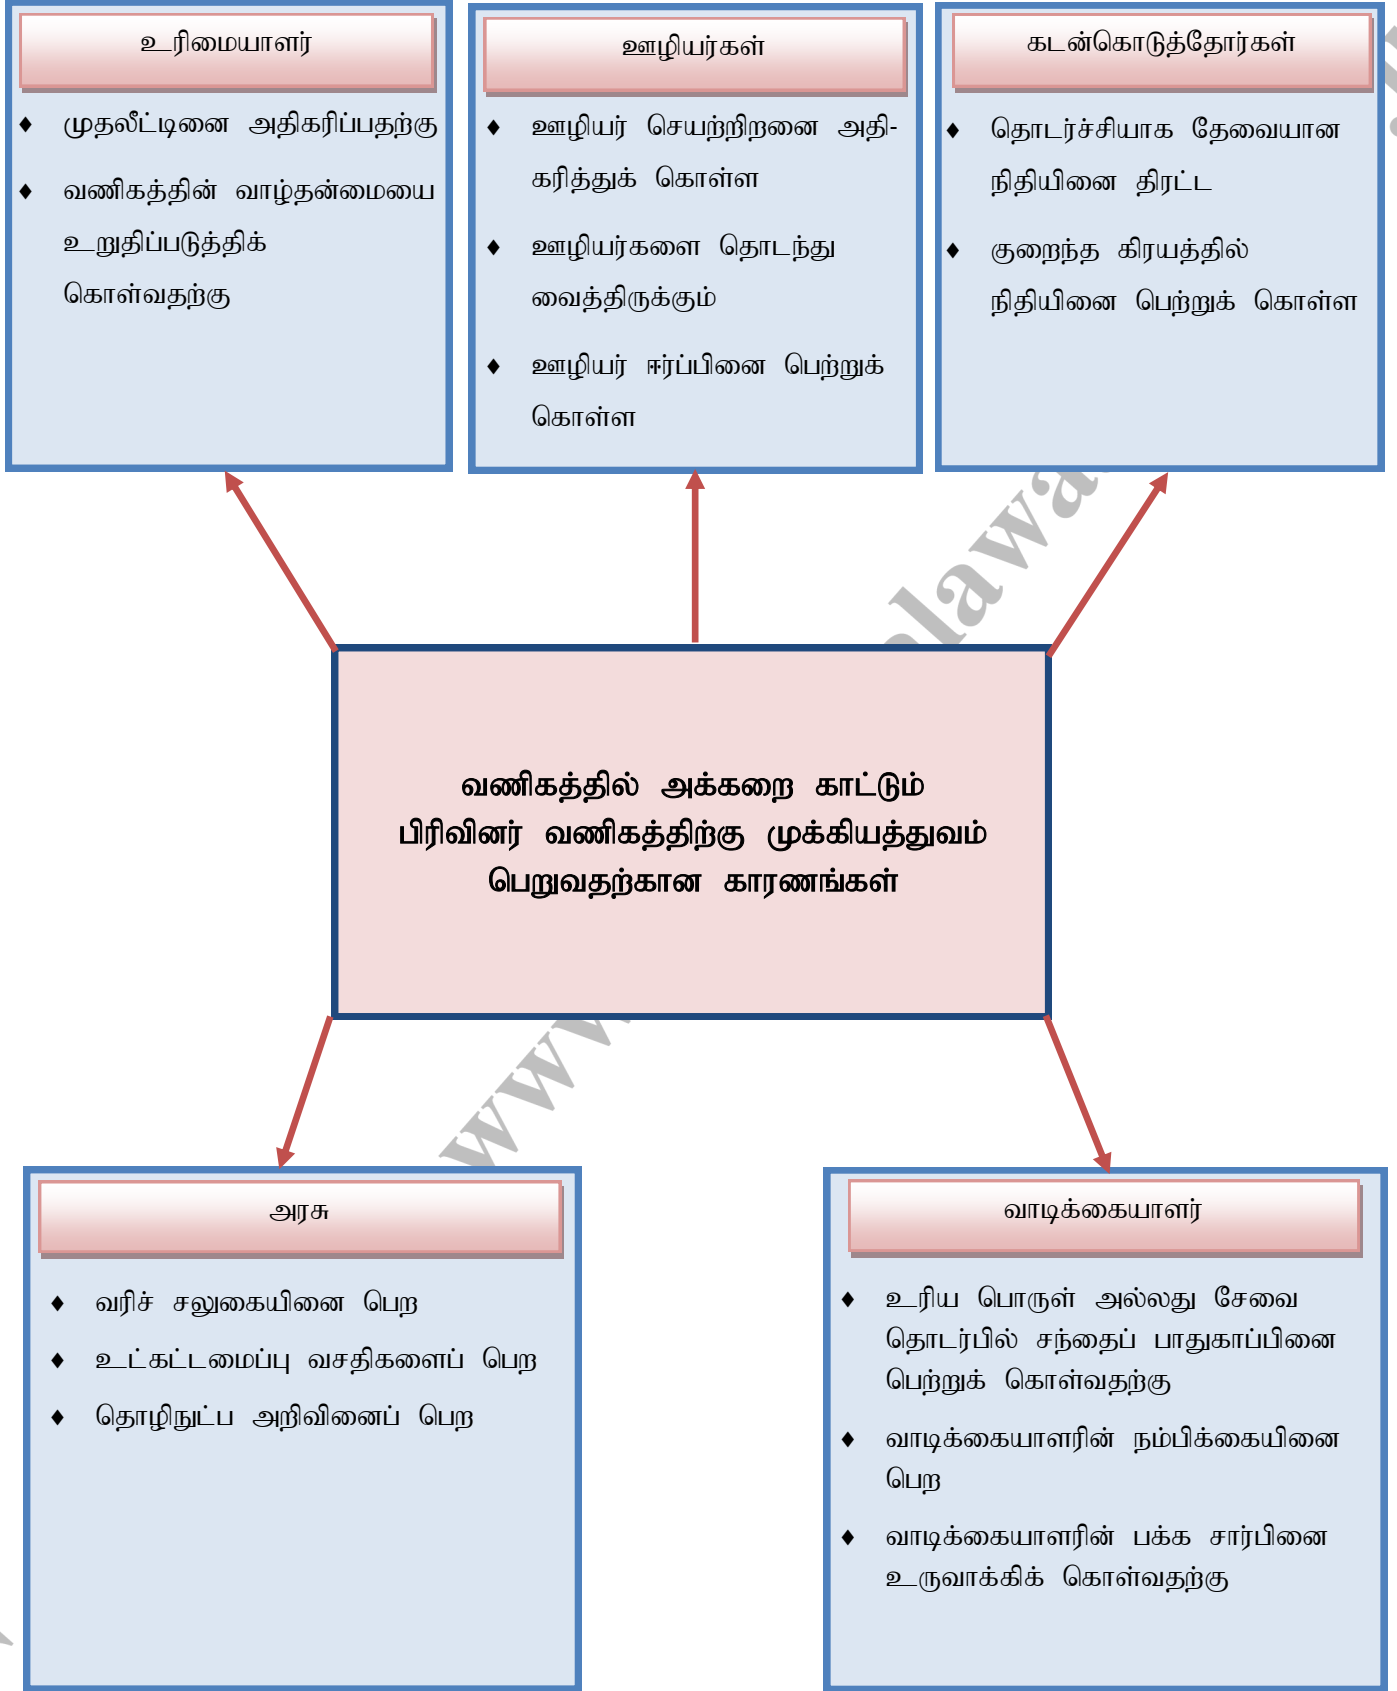 உரிமையாளர்
முதலீட்டினை அதிகரிப்பதற்கு
வணிகத்தின் வாழ்தன்மையை
உறுதிப்படுத்திக்
கொள்வதற்கு
ஊழியர்கள்
ஊழியர் செயற்றிறனை அதி-
கரித்துக் கொள்ள
ஊழியர்களை தொடந்து
வைத்திருக்கும்
ஊழியர் ஈர்ப்பினை பெற்றுக்
கொள்ள
கடன்கொடுத்தோர்கள்
தொடர்ச்சியாக தேவையான
நிதியினை திரட்ட
குறைந்த கிரயத்தில்
நிதியினை பெற்றுக் கொள்ள
வணிகத்தில் அக்கறை காட்டும்
பிரிவினர் வணிகத்திற்கு முக்கியத்துவம்
பெறுவதற்கான காரணங்கள்
அரசு
வரிச் சலுகையினை பெற
உட்கட்டமைப்பு வசதிகளைப் பெற
தொழிநுட்ப அறிவினைப் பெற
வாடிக்கையாளர்
உரிய பொருள் அல்லது சேவை
தொடர்பில் சந்தைப் பாதுகாப்பினை
பெற்றுக் கொள்வதற்கு
வாடிக்கையாளரின் நம்பிக்கையினை
பெற
வாடிக்கையாளரின் பக்க சார்பினை
உருவாக்கிக் கொள்வதற்கு